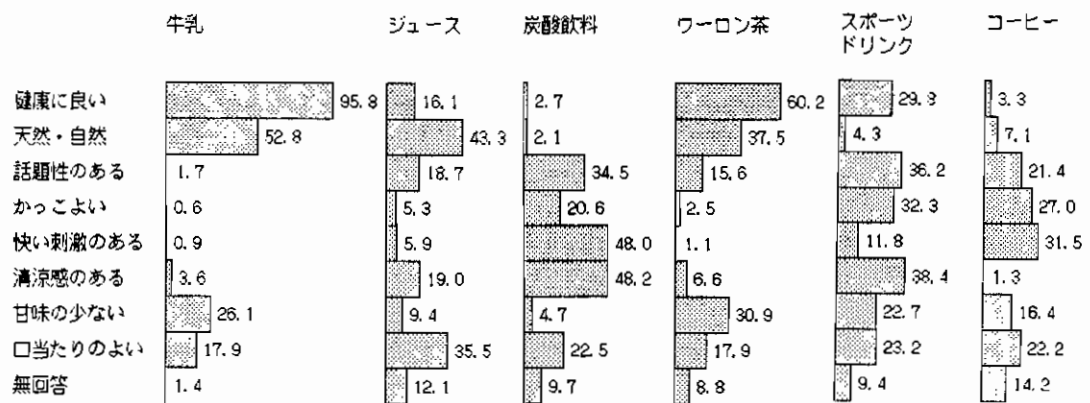 牛乳 ジュース 炭酸飲料 ウーロン茶 スポーツドリンク コーヒー
健康に良い 95.8 16.1 2.7 60.2 29.8 3.3
天然・自然 52.8 43.3 2.1 37.5 4.3 7.1
話題性のある 1.7 18.7 34.5 15.6 36.2 21.4
かっこよい 0.6 5.3 20.6 2.5 32.3 27.0
快い刺激のある 0.9 5.9 48.0 1.1 11.8 31.5
清涼感のある 3.6 19.0 48.2 6.6 38.4 1.3
甘味の少ない 26.1 9.4 4.7 30.9 22.7 16.4
口当たりのよい 17.9 35.5 22.5 17.9 23.2 22.2
無回答 1.4 12.1 9.7 8.8 9.4 14.2